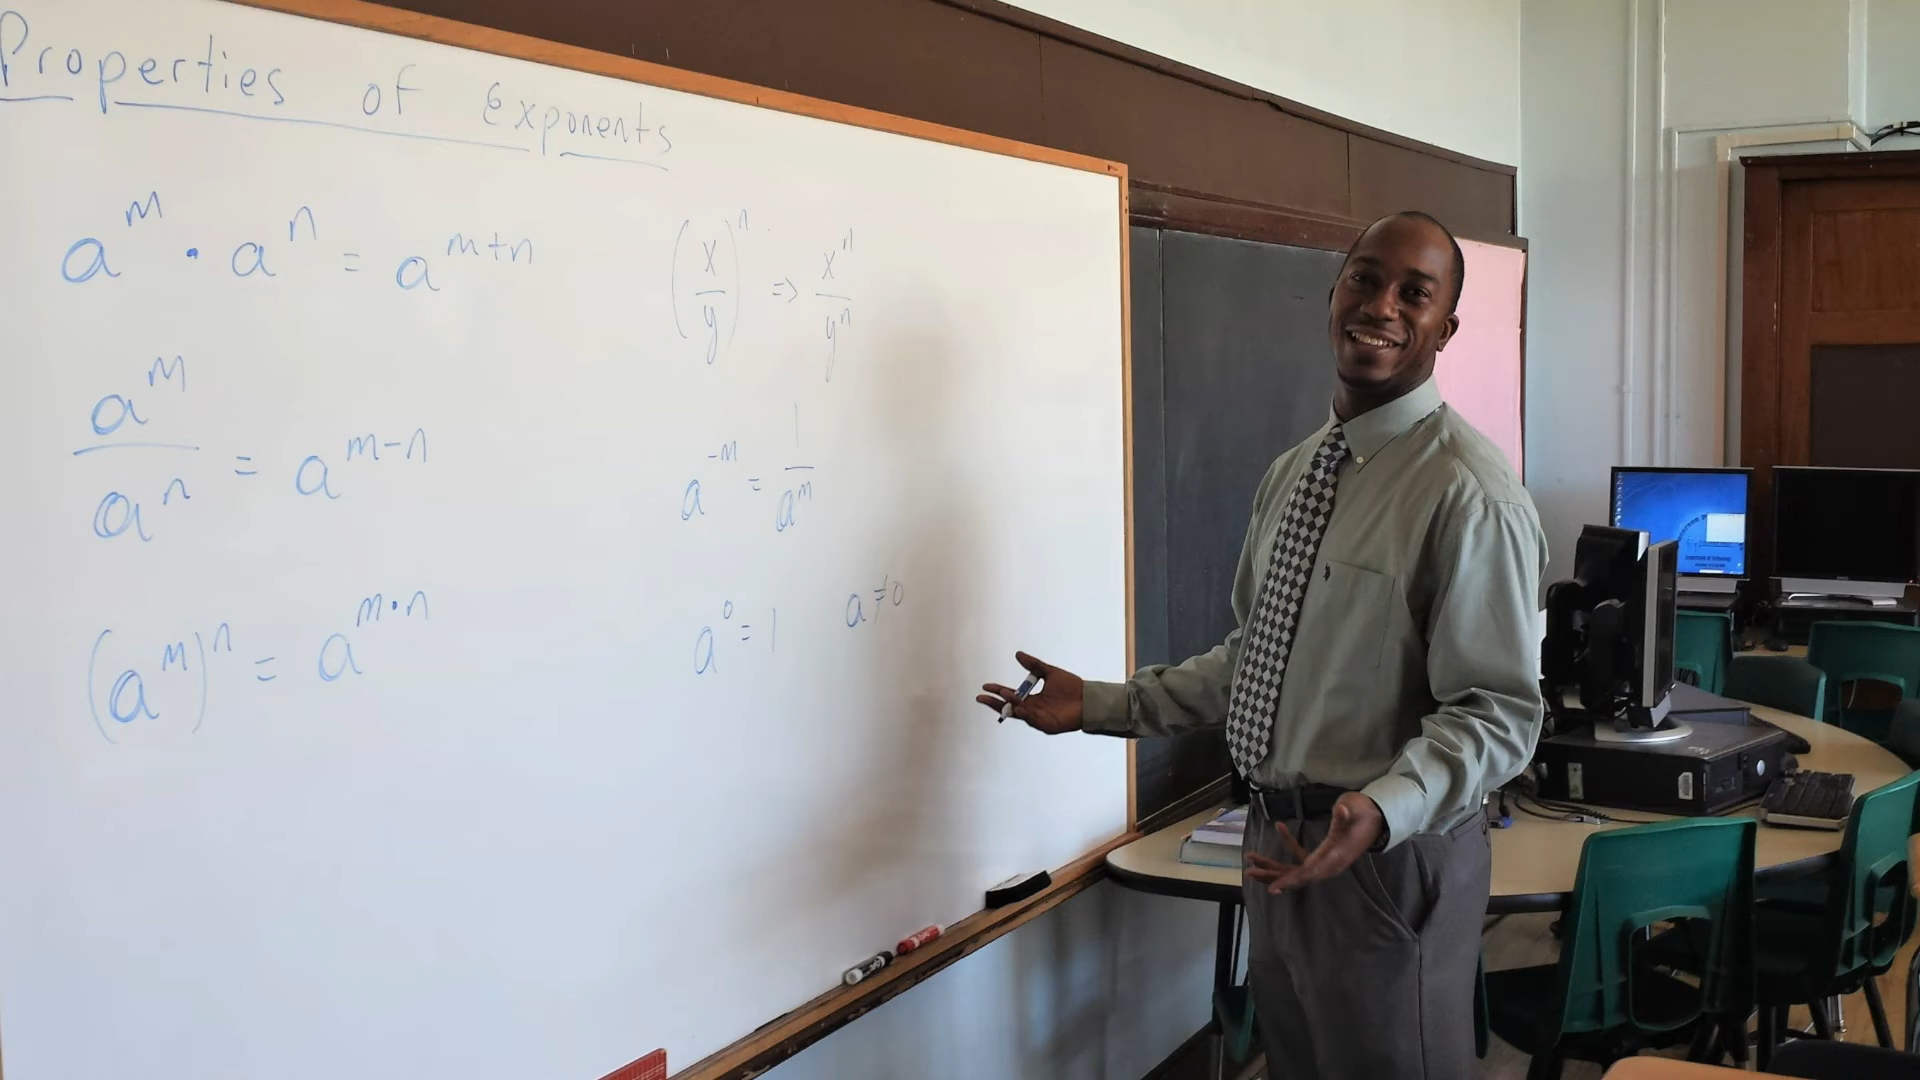 Properties of Exponents
a^m · a^n = a^(m+n)
a^m / a^n = a^(m-n)
(a^m)^n = a^(m·n)
(x/y)^n => x^n / y^n
a^-m = 1 / a^m
a^0 = 1  a≠0